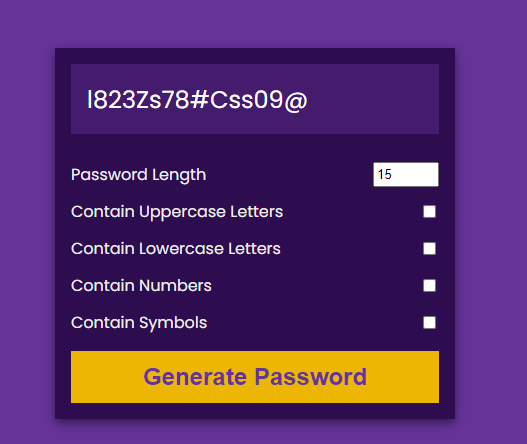 l823Zs78#Css09@
Password Length 15
Contain Uppercase Letters
Contain Lowercase Letters
Contain Numbers
Contain Symbols
Generate Password